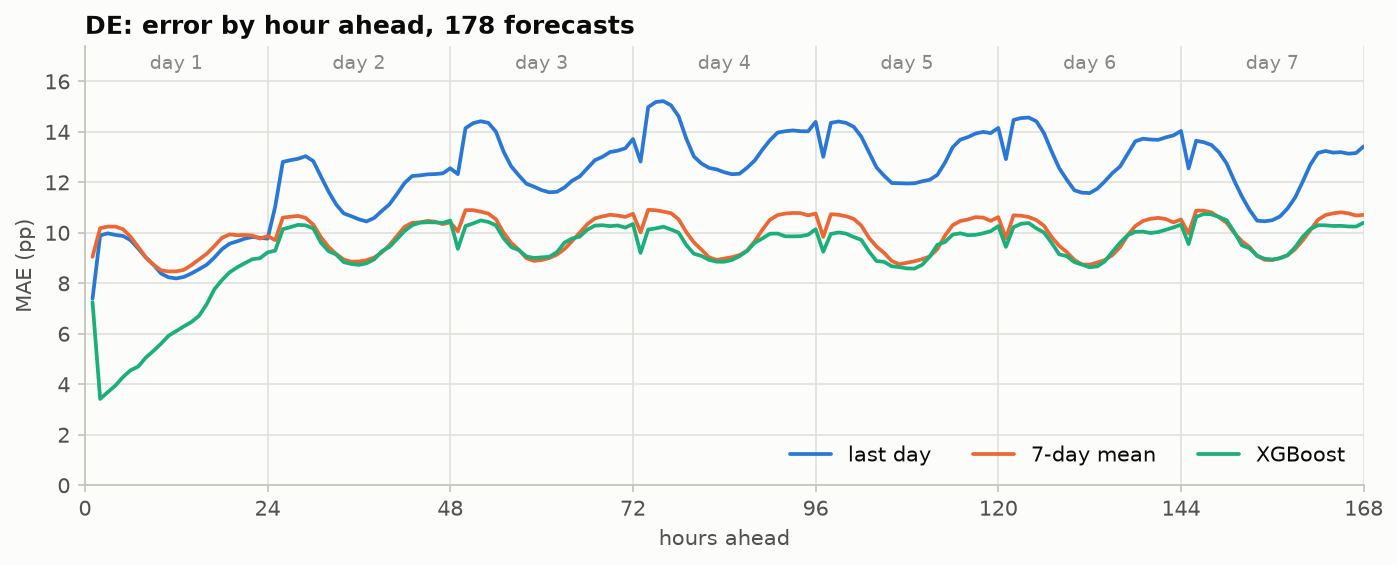 DE: error by hour ahead, 178 forecasts
day 1 day 2 day 3 day 4 day 5 day 6 day 7
16
14
12
10
8
6
4
2
0
MAE (pp)
last day 7-day mean XGBoost
0 24 48 72 96 120 144 168
hours ahead